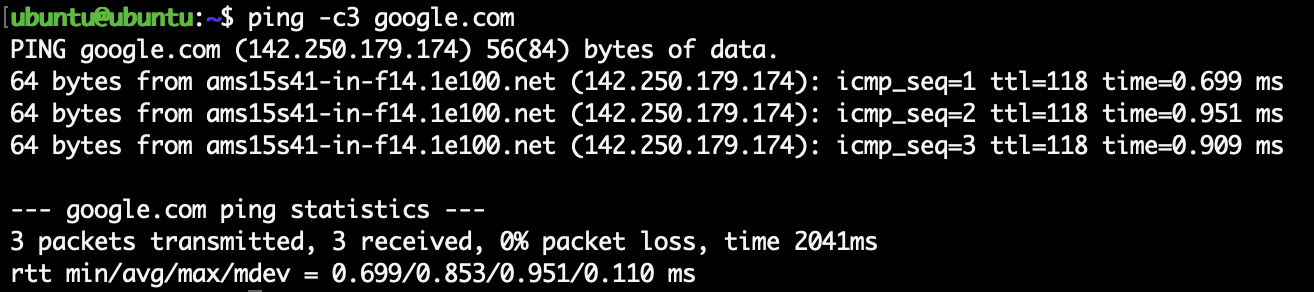 [ubuntu@ubuntu:~$ ping -c3 google.com
PING google.com (142.250.179.174) 56(84) bytes of data.
64 bytes from ams15s41-in-f14.1e100.net (142.250.179.174): icmp_seq=1 ttl=118 time=0.699 ms
64 bytes from ams15s41-in-f14.1e100.net (142.250.179.174): icmp_seq=2 ttl=118 time=0.951 ms
64 bytes from ams15s41-in-f14.1e100.net (142.250.179.174): icmp_seq=3 ttl=118 time=0.909 ms

--- google.com ping statistics ---
3 packets transmitted, 3 received, 0% packet loss, time 2041ms
rtt min/avg/max/mdev = 0.699/0.853/0.951/0.110 ms